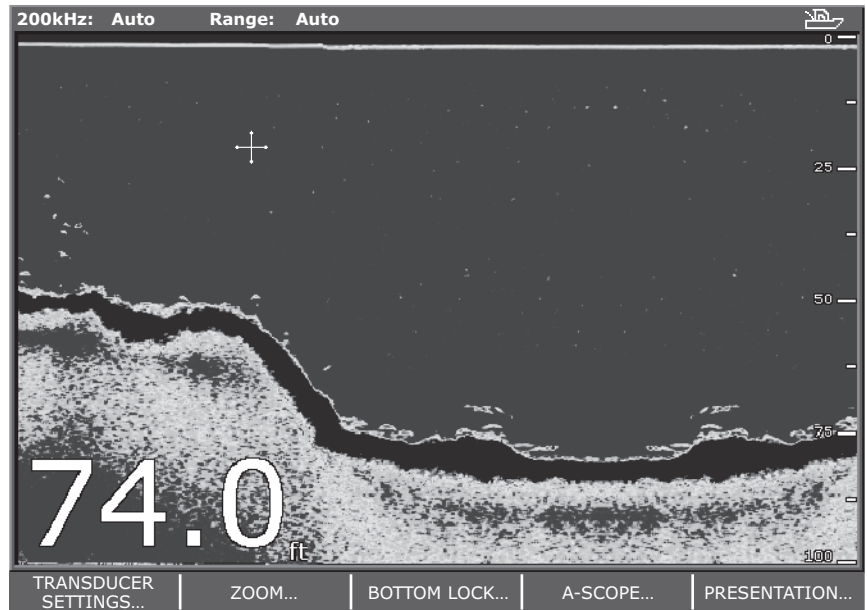 200kHz: Auto Range: Auto
0
25
50
75
100
74.0 ft
TRANSDUCER
SETTINGS...
ZOOM...
BOTTOM LOCK...
A-SCOPE...
PRESENTATION...